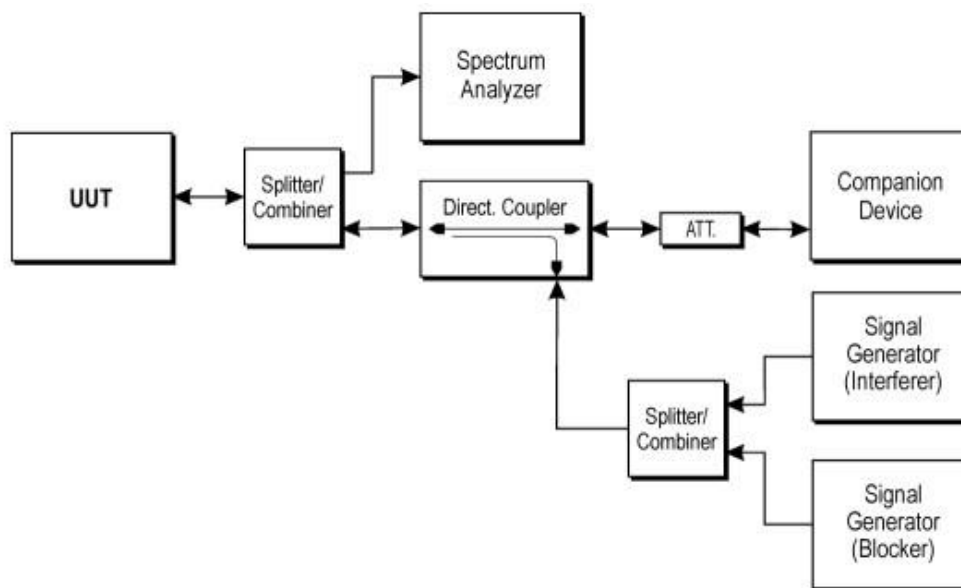 Spectrum
Analyzer
UUT
Splitter/
Combiner
Direct. Coupler
ATT.
Companion
Device
Signal
Generator
(Interferer)
Splitter/
Combiner
Signal
Generator
(Blocker)